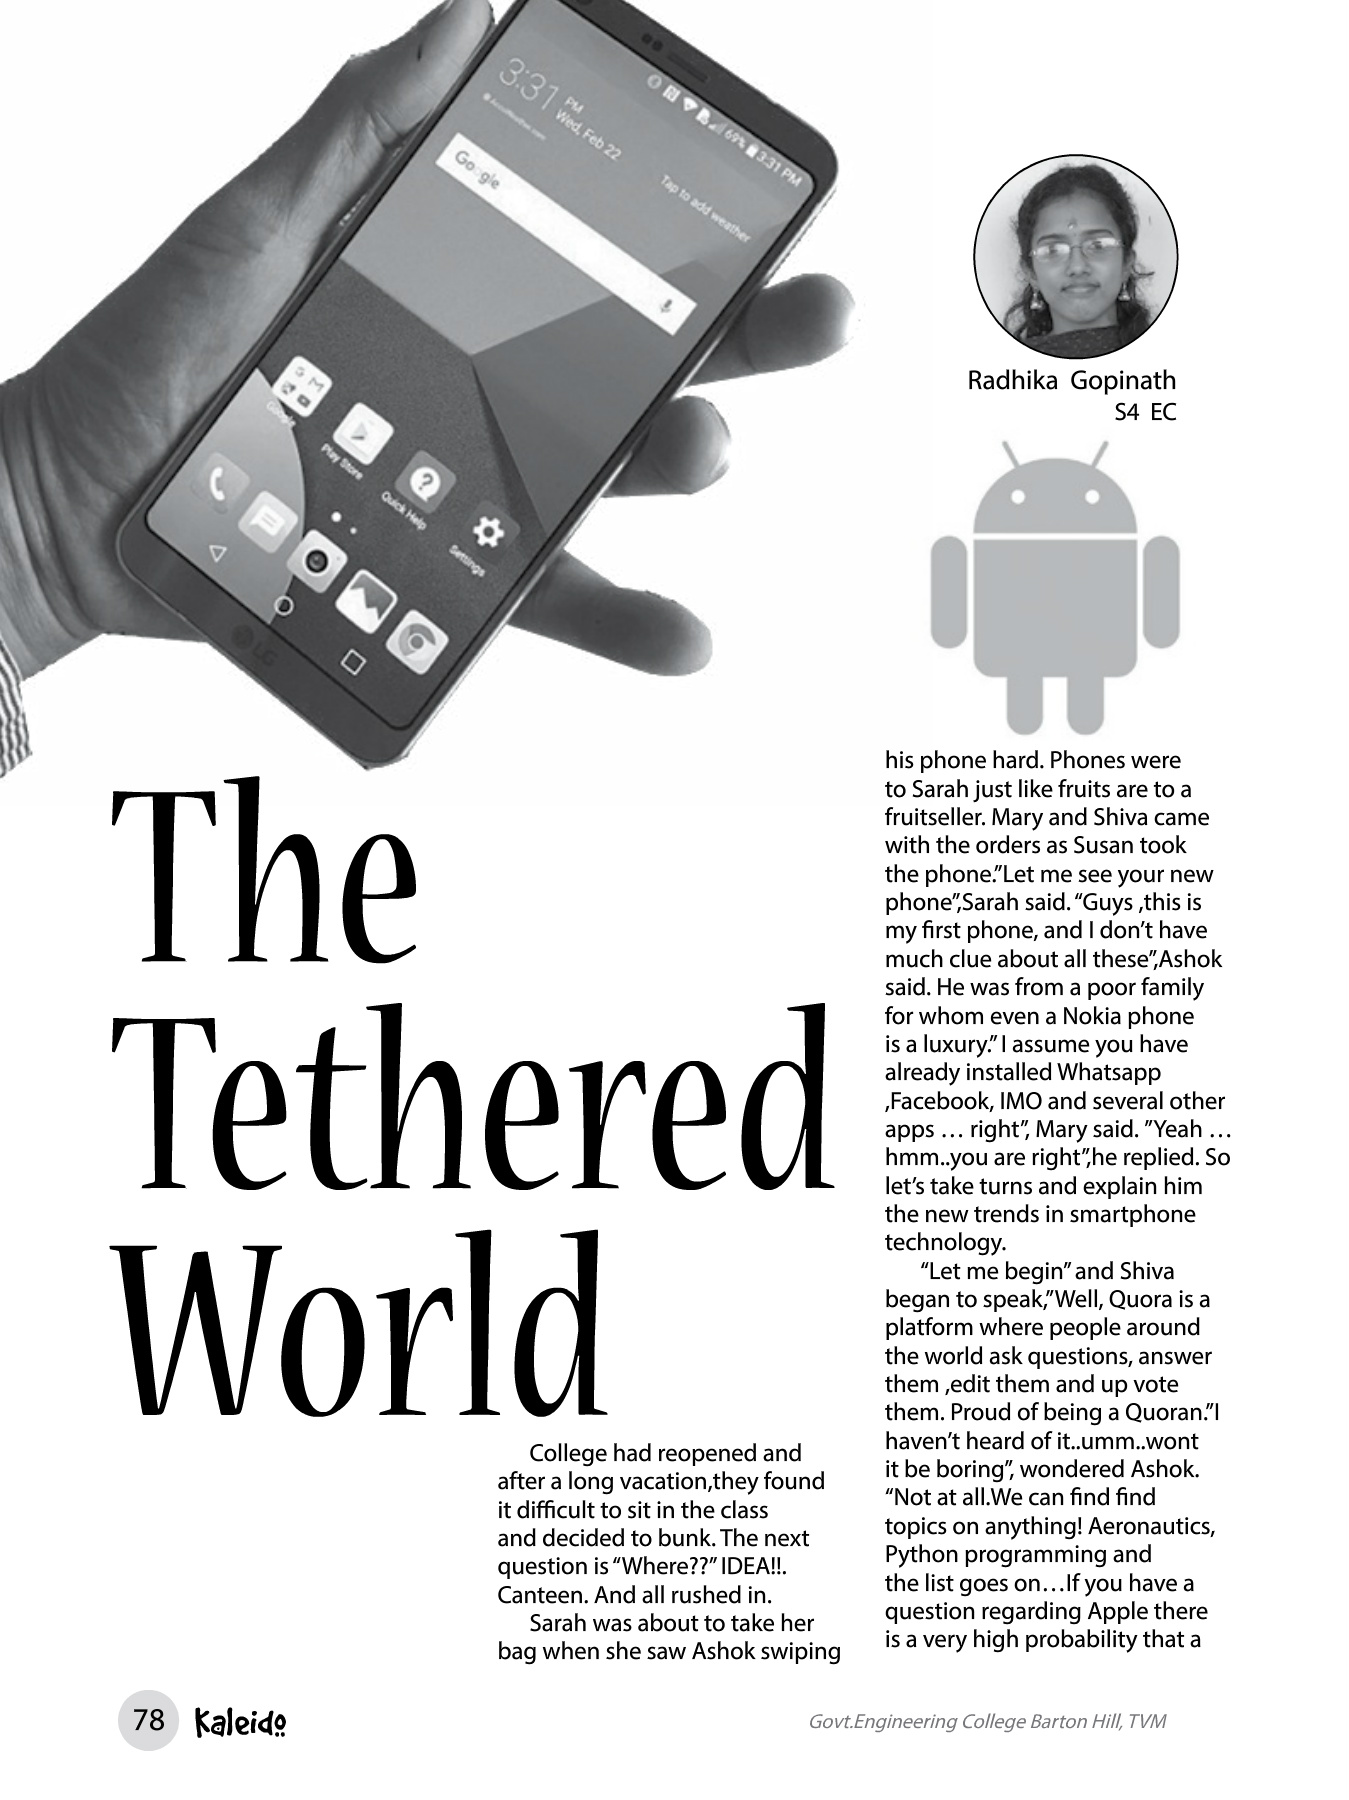 3:31 PM
Wed, Feb 22
AccuWeather.com
69% 3:31 PM
Tap to add weather
Google
Google
Play Store
Quick Help
Settings
LG
Radhika Gopinath
S4 EC
The
Tethered
World
College had reopened and
after a long vacation,they found
it difficult to sit in the class
and decided to bunk. The next
question is “Where??” IDEA!!.
Canteen. And all rushed in.
Sarah was about to take her
bag when she saw Ashok swiping
his phone hard. Phones were
to Sarah just like fruits are to a
fruitseller. Mary and Shiva came
with the orders as Susan took
the phone.”Let me see your new
phone”,Sarah said. “Guys ,this is
my first phone, and I don’t have
much clue about all these”,Ashok
said. He was from a poor family
for whom even a Nokia phone
is a luxury.” I assume you have
already installed Whatsapp
,Facebook, IMO and several other
apps … right”, Mary said. ”Yeah …
hmm..you are right”,he replied. So
let’s take turns and explain him
the new trends in smartphone
technology.
“Let me begin” and Shiva
began to speak,”Well, Quora is a
platform where people around
the world ask questions, answer
them ,edit them and up vote
them. Proud of being a Quoran.”I
haven’t heard of it..umm..wont
it be boring”, wondered Ashok.
“Not at all.We can find find
topics on anything! Aeronautics,
Python programming and
the list goes on…If you have a
question regarding Apple there
is a very high probability that a
78 Kaleido
Govt.Engineering College Barton Hill, TVM